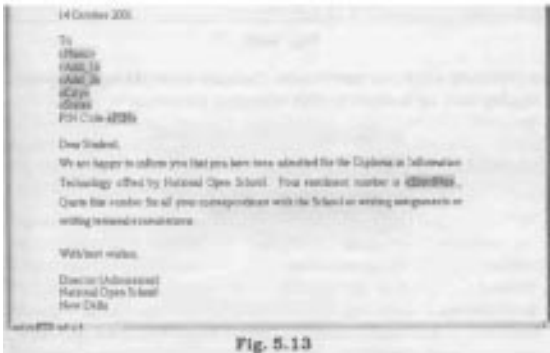 14 October 2001
To
«Name»
«Add_1»
«Add_2»
«City»
«State»
PIN Code «PIN»
Dear Student,
We are happy to inform you that you have been admitted for the Diploma in Information
Technology offered by National Open School. Your enrolment number is
Quote this number for all your correspondence with the School or writing assignments or
writing terminal examinations.
With best wishes,
Director (Admission)
National Open School
New Delhi
Fig. 5.13